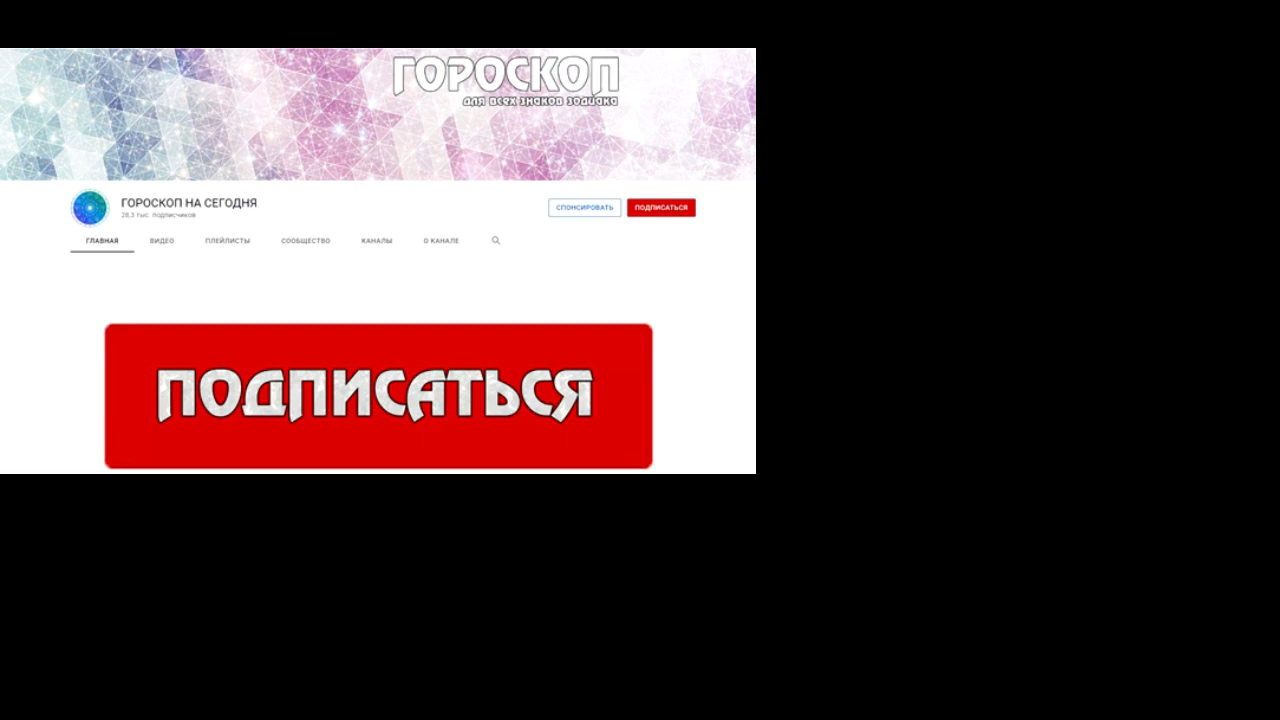 ГОРОСКОП
для всех знаков зодиака
ГОРОСКОП НА СЕГОДНЯ
28,3 тыс. подписчиков
СПОНСИРОВАТЬ
ПОДПИСАТЬСЯ
ГЛАВНАЯ ВИДЕО ПЛЕЙЛИСТЫ СООБЩЕСТВО КАНАЛЫ О КАНАЛЕ
ПОДПИСАТЬСЯ